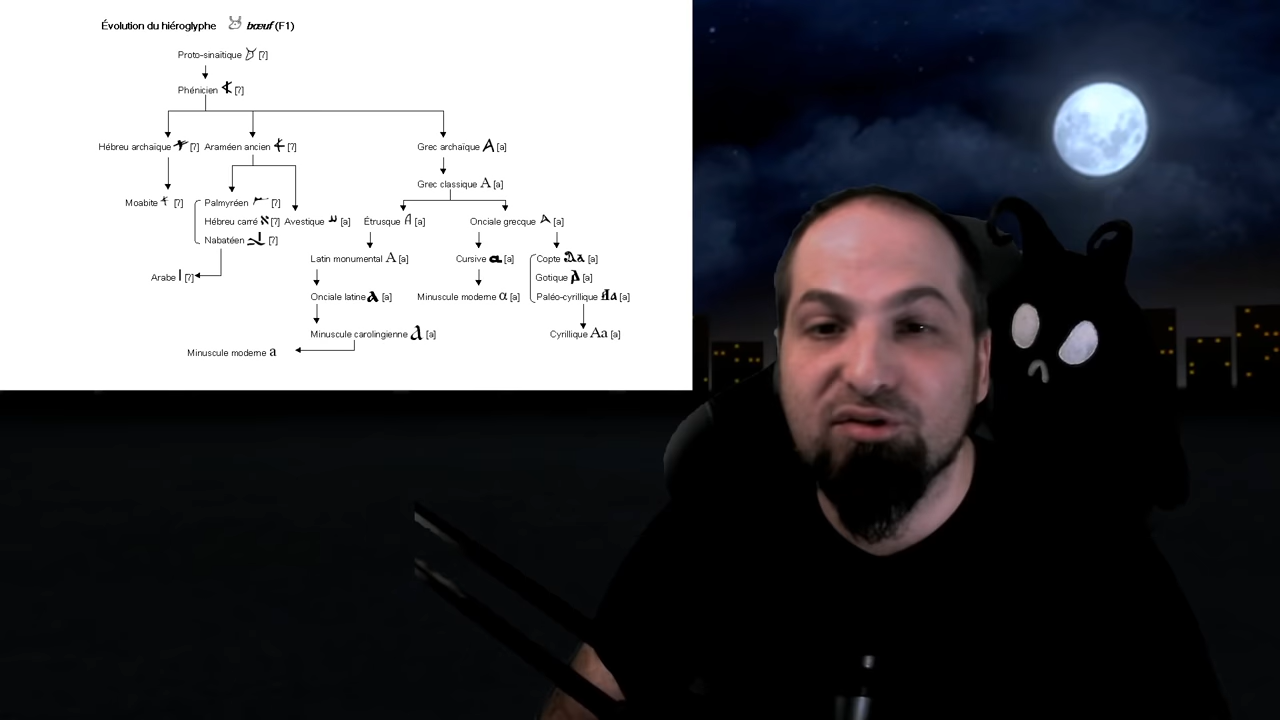 Évolution du hiéroglyphe bœuf (F1)
Proto-sinaitique [?]
Phénicien [?]
Hébreu archaïque [?] Araméen ancien [?] Grec archaïque A [a]
Grec classique A [a]
Moabite [?] Palmyréen [?]
Hébreu carré א [?] Avestique [a] Étrusque A [a] Onciale grecque A [a]
Nabatéen [?]
Latin monumental A [a] Cursive a [a] Copte [a]
Arabe ا [?] Gotique [a]
Onciale latine a [a] Minuscule moderne α [a] Paléo-cyrillique [a]
Minuscule carolingienne a [a] Cyrillique Aa [a]
Minuscule moderne a